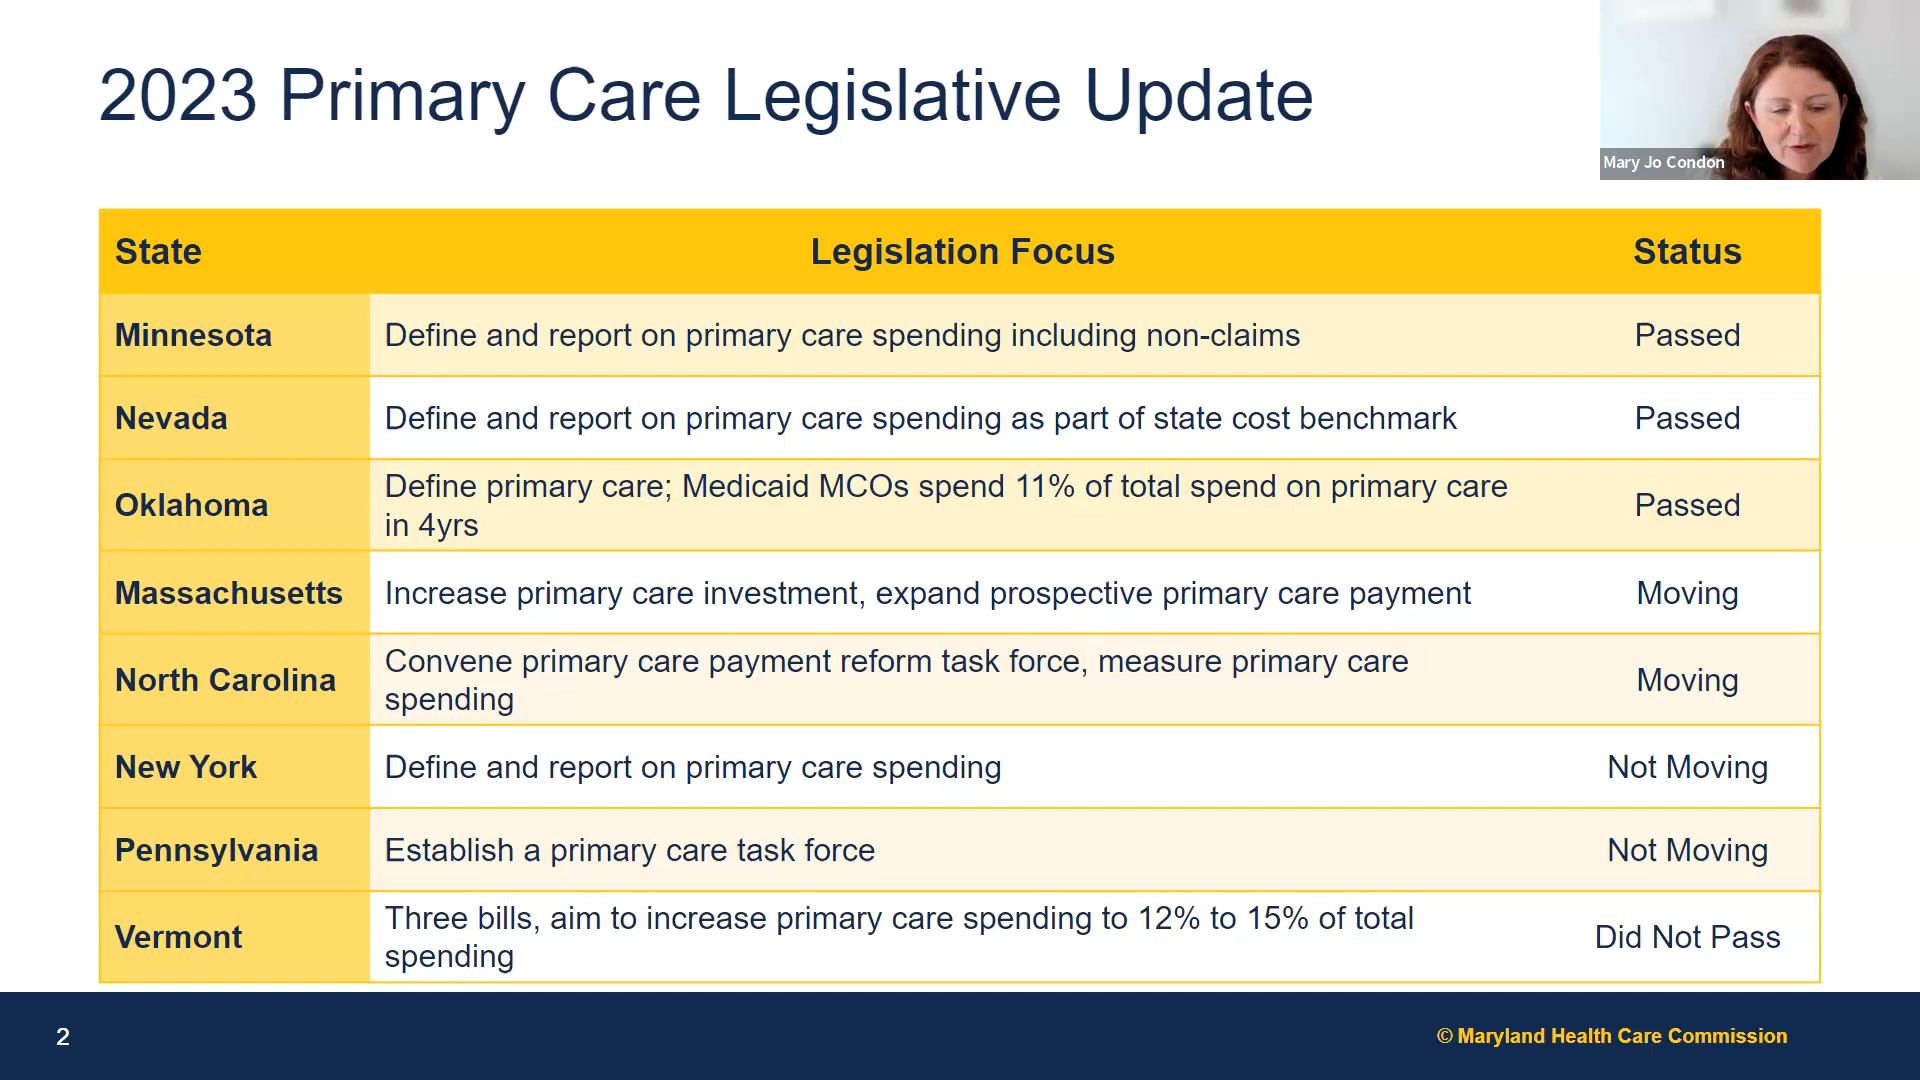 2023 Primary Care Legislative Update
Mary Jo Condon
State Legislation Focus Status
Minnesota Define and report on primary care spending including non-claims Passed
Nevada Define and report on primary care spending as part of state cost benchmark Passed
Oklahoma Define primary care; Medicaid MCOs spend 11% of total spend on primary care
in 4yrs Passed
Massachusetts Increase primary care investment, expand prospective primary care payment Moving
North Carolina Convene primary care payment reform task force, measure primary care
spending Moving
New York Define and report on primary care spending Not Moving
Pennsylvania Establish a primary care task force Not Moving
Vermont Three bills, aim to increase primary care spending to 12% to 15% of total
spending Did Not Pass
2 © Maryland Health Care Commission